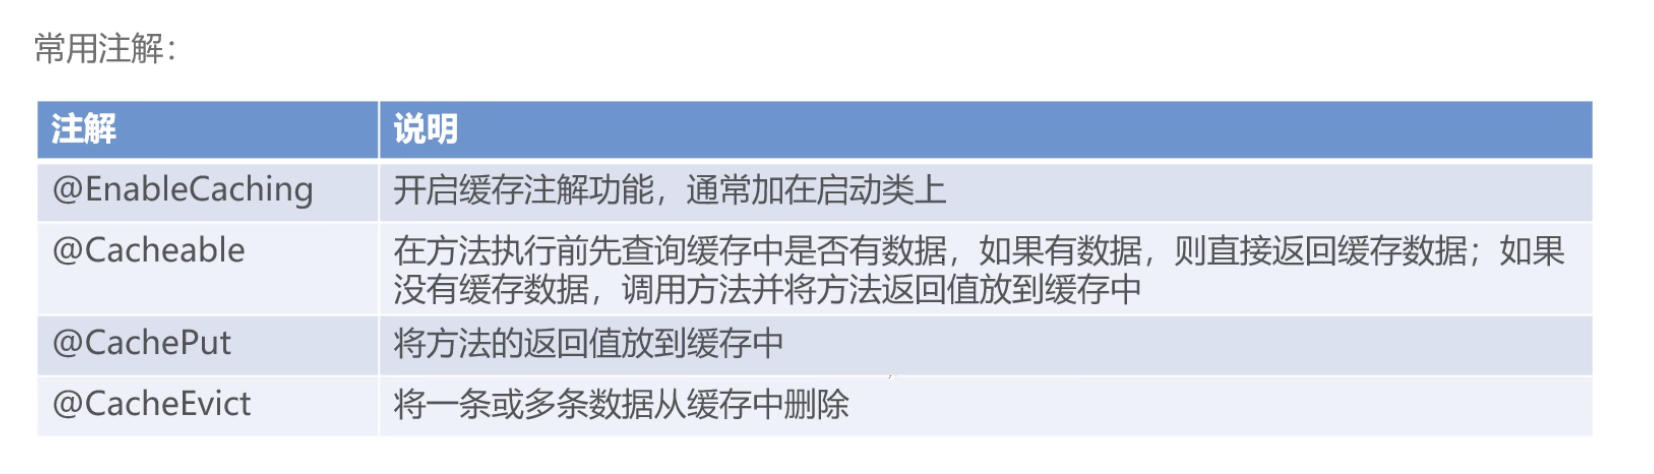 常用注解：
注解 说明
@EnableCaching 开启缓存注解功能，通常加在启动类上
@Cacheable 在方法执行前先查询缓存中是否有数据，如果有数据，则直接返回缓存数据；如果
没有缓存数据，调用方法并将方法返回值放到缓存中
@CachePut 将方法的返回值放到缓存中
@CacheEvict 将一条或多条数据从缓存中删除